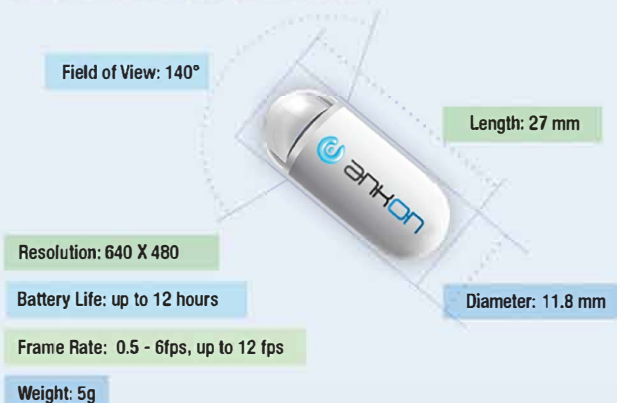 Field of View: 140°
Length: 27 mm
ankon
Resolution: 640 X 480
Battery Life: up to 12 hours
Diameter: 11.8 mm
Frame Rate: 0.5 - 6fps, up to 12 fps
Weight: 5g